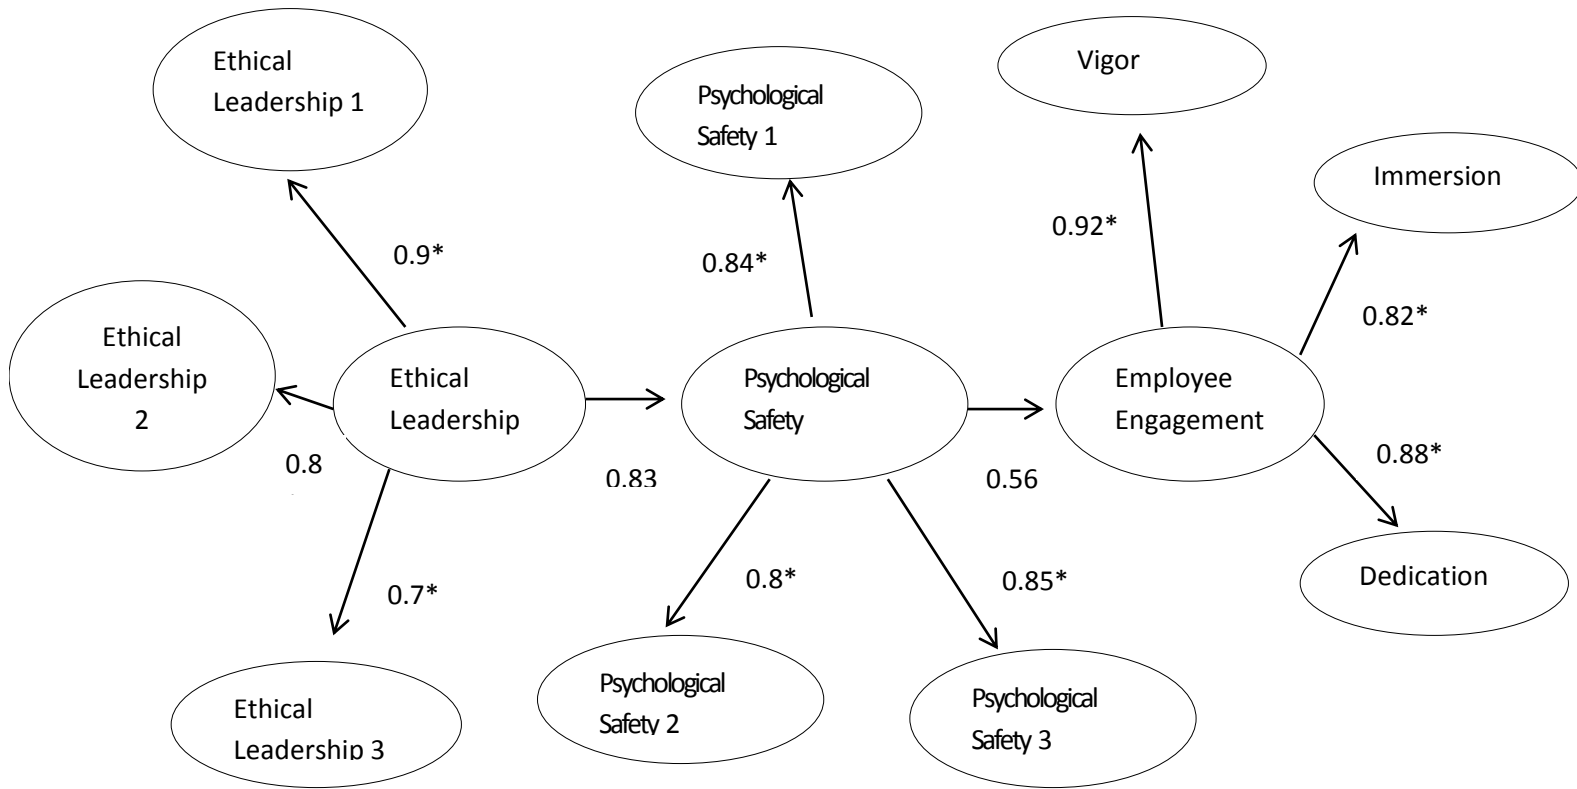 Ethical
Leadership 1
Psychological
Safety 1
Vigor
Immersion
0.9*
0.84*
0.92*
0.82*
Ethical
Leadership
2
Ethical
Leadership
Psychological
Safety
Employee
Engagement
0.8
0.83
0.56
0.88*
0.7*
0.8*
0.85*
Dedication
Ethical
Leadership 3
Psychological
Safety 2
Psychological
Safety 3